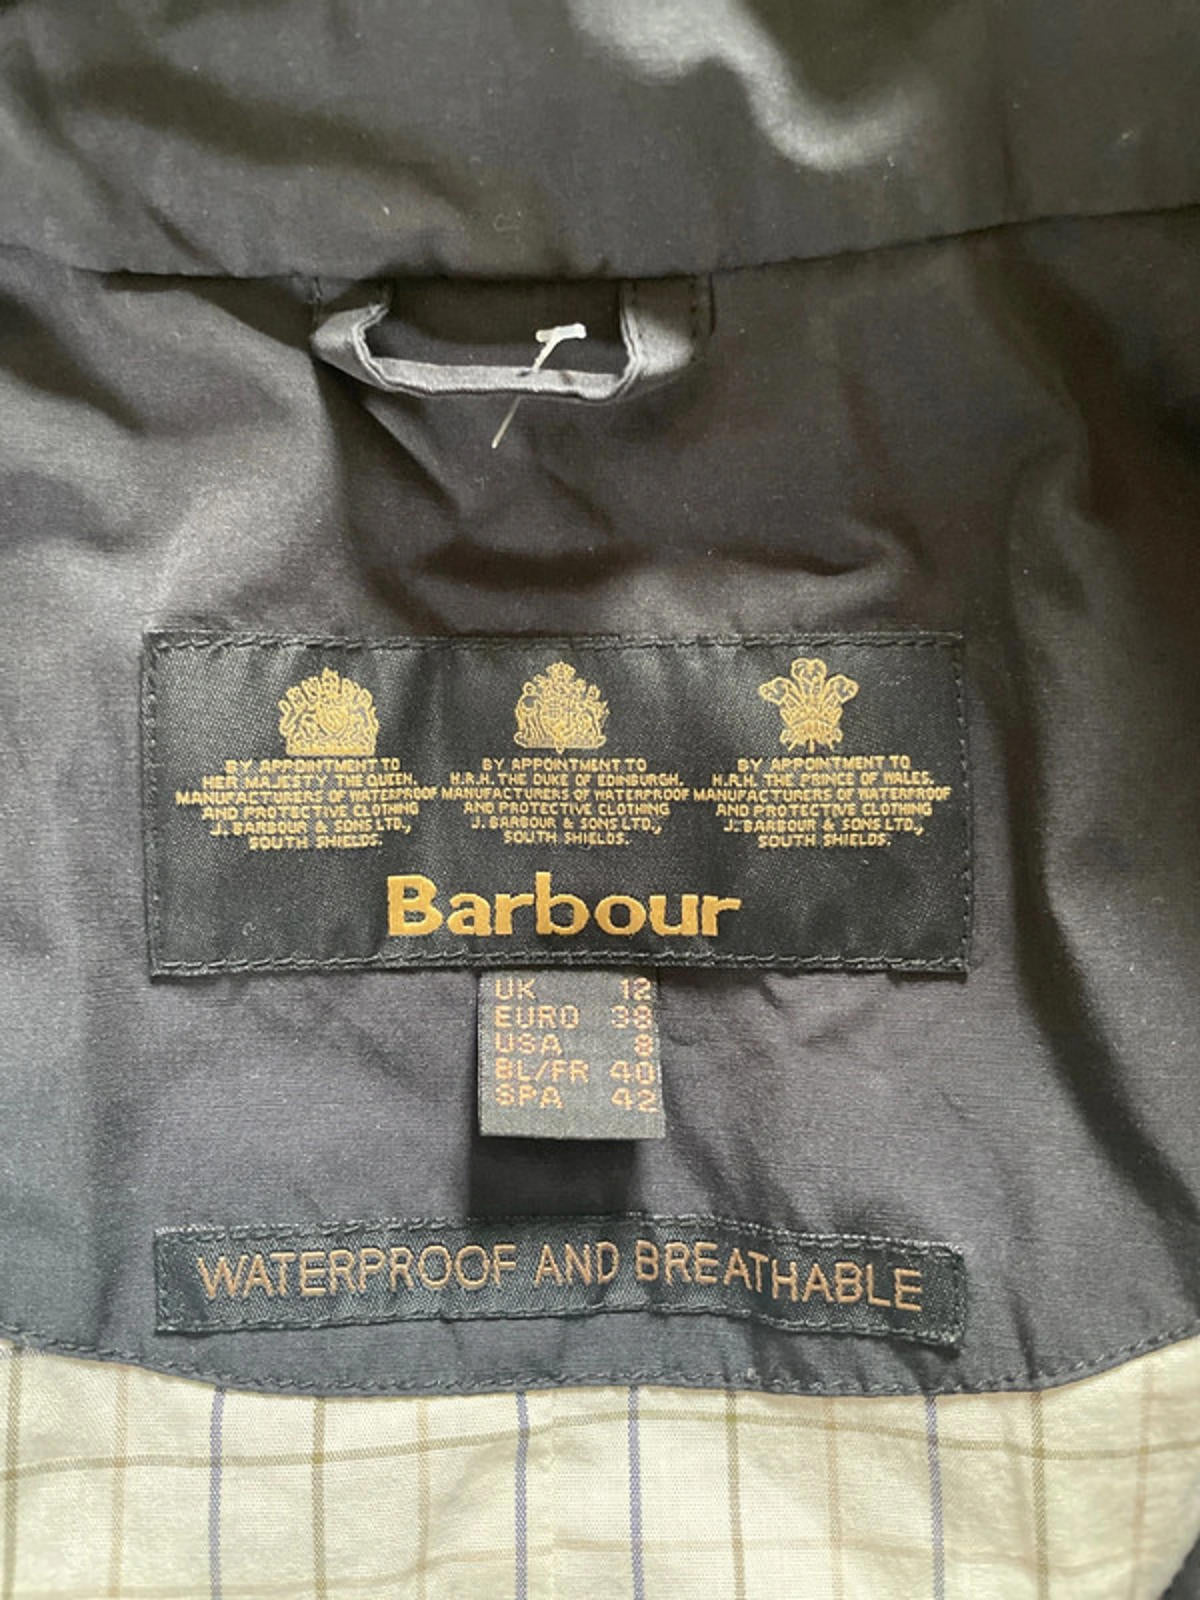 BY APPOINTMENT TO
HER MAJESTY THE QUEEN.
MANUFACTURERS OF WATERPROOF
AND PROTECTIVE CLOTHING
J. BARBOUR & SONS LTD.,
SOUTH SHIELDS.
BY APPOINTMENT TO
H.R.H. THE DUKE OF EDINBURGH.
MANUFACTURERS OF WATERPROOF
AND PROTECTIVE CLOTHING
J. BARBOUR & SONS LTD.,
SOUTH SHIELDS.
BY APPOINTMENT TO
H.R.H. THE PRINCE OF WALES.
MANUFACTURERS OF WATERPROOF
AND PROTECTIVE CLOTHING
J. BARBOUR & SONS LTD.,
SOUTH SHIELDS.
Barbour
UK 12
EURO 38
USA 8
BL/FR 40
SPA 42
WATERPROOF AND BREATHABLE